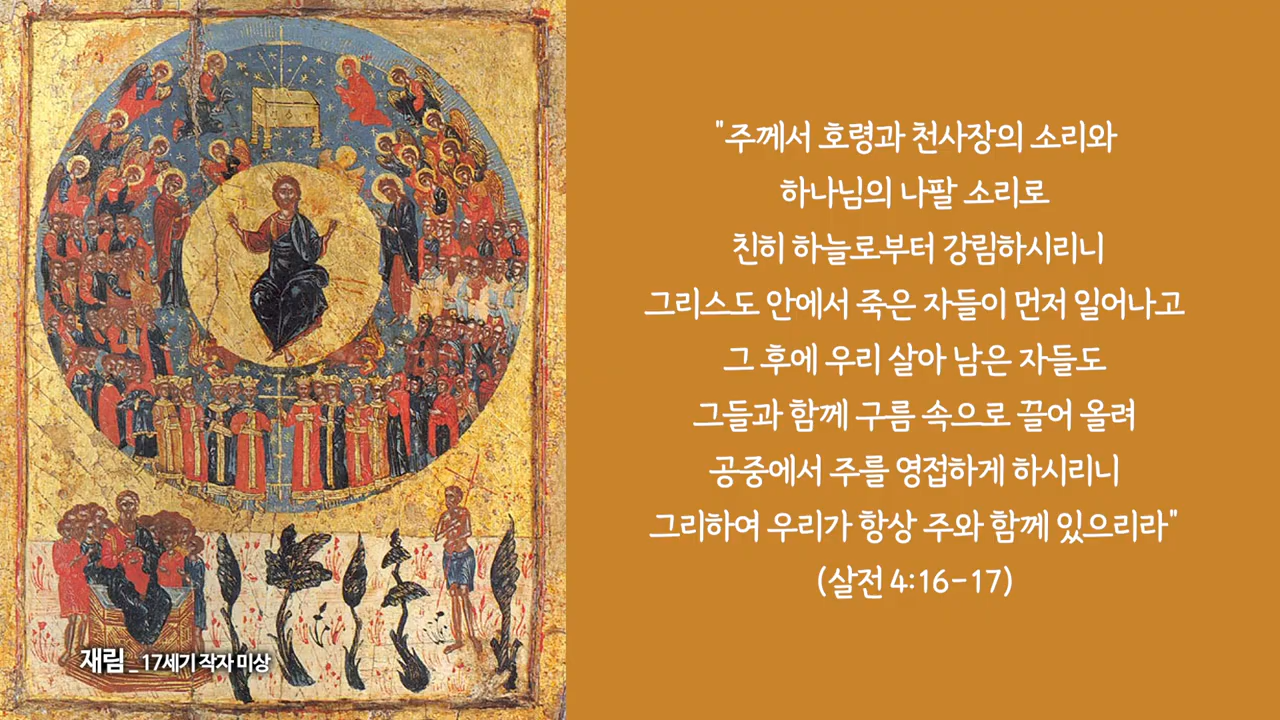 "주께서 호령과 천사장의 소리와
하나님의 나팔 소리로
친히 하늘로부터 강림하시리니
그리스도 안에서 죽은 자들이 먼저 일어나고
그 후에 우리 살아 남은 자들도
그들과 함께 구름 속으로 끌어 올려
공중에서 주를 영접하게 하시리니
그리하여 우리가 항상 주와 함께 있으리라"
(살전 4:16-17)
재림 _ 17세기 작자 미상